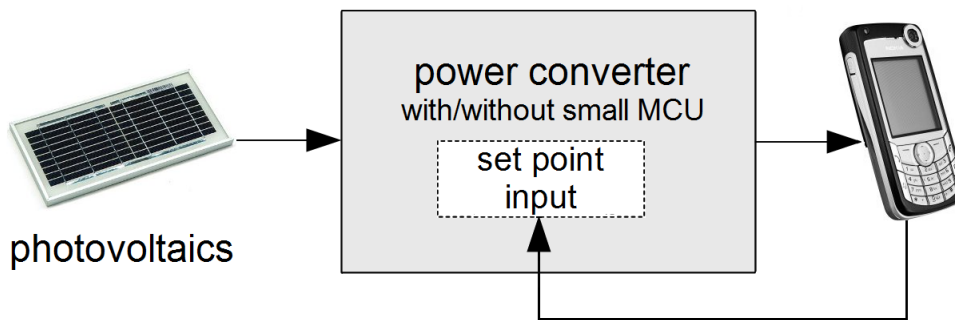 power converter
with/without small MCU
set point
input
photovoltaics